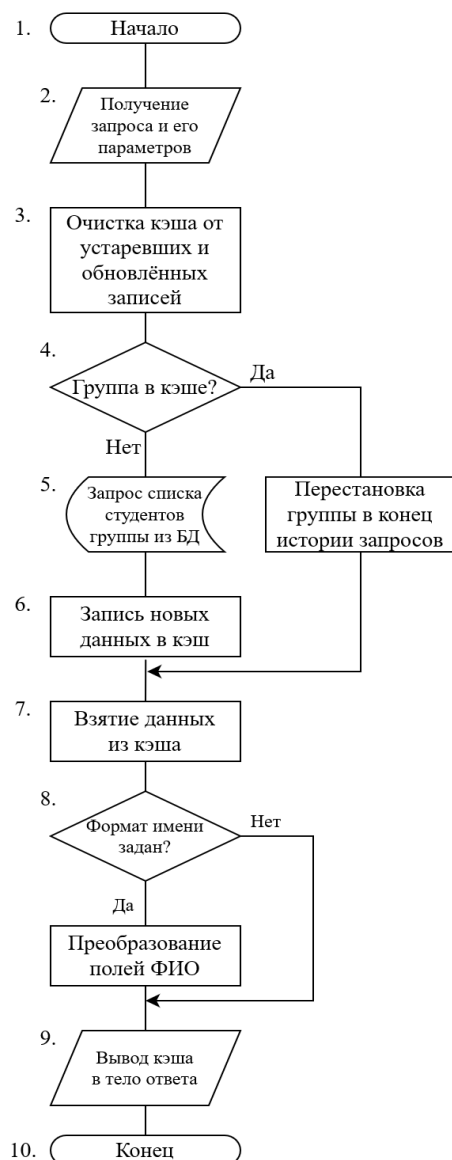 1. Начало
2. Получение
запроса и его
параметров
3. Очистка кэша от
устаревших и
обновлённых
записей
4. Группа в кэше?
Да
Нет
5. Запрос списка
студентов
группы из БД
Перестановка
группы в конец
истории запросов
6. Запись новых
данных в кэш
7. Взятие данных
из кэша
8. Формат имени
задан?
Нет
Да
Преобразование
полей ФИО
9. Вывод кэша
в тело ответа
10. Конец